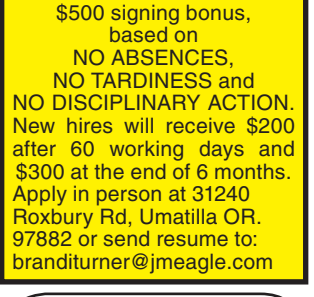 $500 signing bonus,
based on
NO ABSENCES,
NO TARDINESS and
NO DISCIPLINARY ACTION.
New hires will receive $200
after 60 working days and
$300 at the end of 6 months.
Apply in person at 31240
Roxbury Rd, Umatilla OR.
97882 or send resume to:
branditurner@jmeagle.com